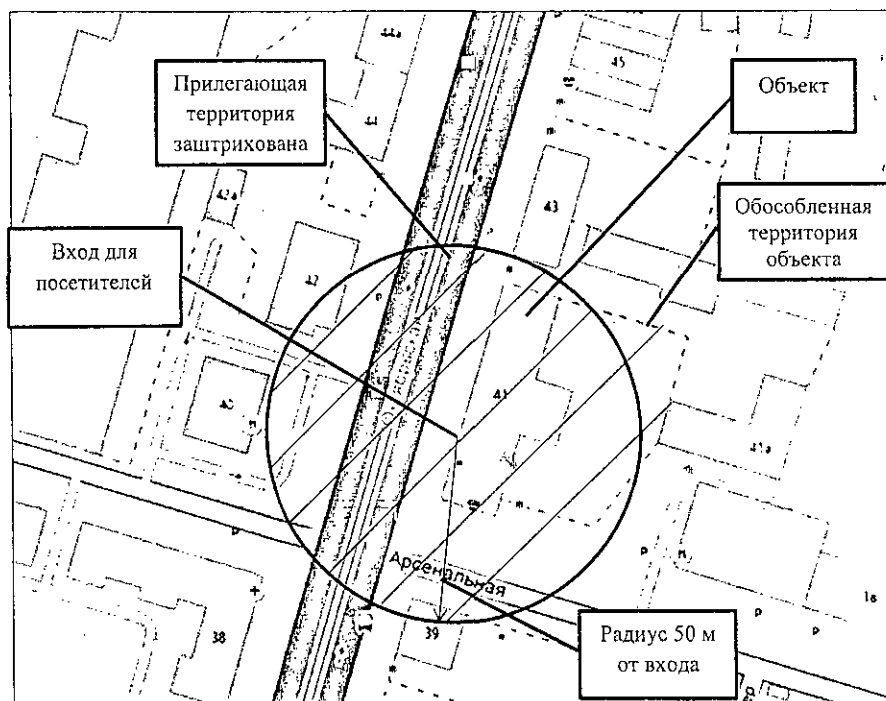 44а
45
Прилегающая
территория
заштрихована
Объект
44
42а
43
Обособленная
территория
объекта
Вход для
посетителей
42
41
40
41а
Арсенальная
1а
38
39
Радиус 50 м
от входа